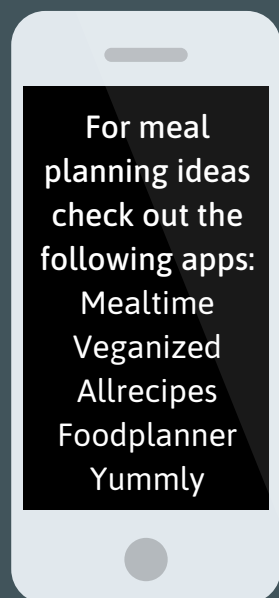 For meal
planning ideas
check out the
following apps:
Mealtime
Veganized
Allrecipes
Foodplanner
Yummly